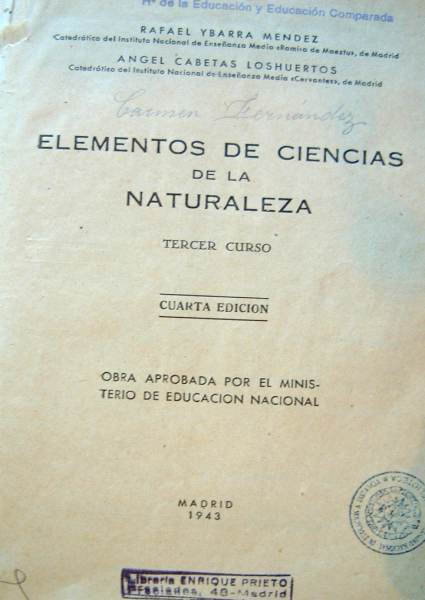 Hª de la Educación y Educación Comparada
RAFAEL YBARRA MENDEZ
Catedrático del Instituto Nacional de Enseñanza Media «Ramiro de Maeztu», de Madrid
ANGEL CABETAS LOSHUERTOS
Catedrático del Instituto Nacional de Enseñanza Media «Cervantes», de Madrid
Carmen Fernández
ELEMENTOS DE CIENCIAS
DE LA
NATURALEZA
TERCER CURSO
CUARTA EDICION
OBRA APROBADA POR EL MINIS-
TERIO DE EDUCACION NACIONAL
MADRID
1943
Librería ENRIQUE PRIETO
Preciados, 48-Madrid